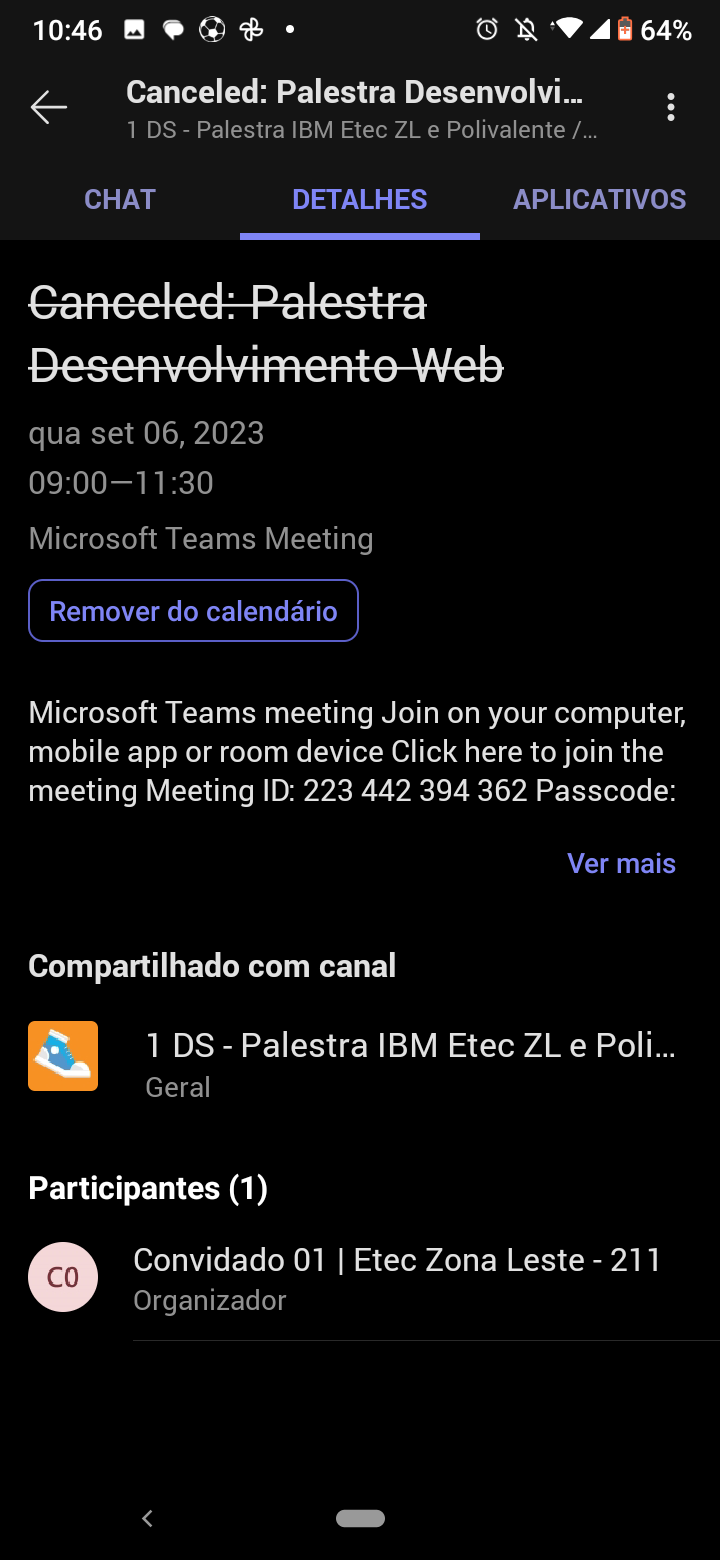 10:46
64%
Canceled: Palestra Desenvolvi...
1 DS - Palestra IBM Etec ZL e Polivalente /...
CHAT
DETALHES
APLICATIVOS
Canceled: Palestra
Desenvolvimento Web
qua set 06, 2023
09:00—11:30
Microsoft Teams Meeting
Remover do calendário
Microsoft Teams meeting Join on your computer,
mobile app or room device Click here to join the
meeting Meeting ID: 223 442 394 362 Passcode:
Ver mais
Compartilhado com canal
1 DS - Palestra IBM Etec ZL e Poli...
Geral
Participantes (1)
C0
Convidado 01 | Etec Zona Leste - 211
Organizador